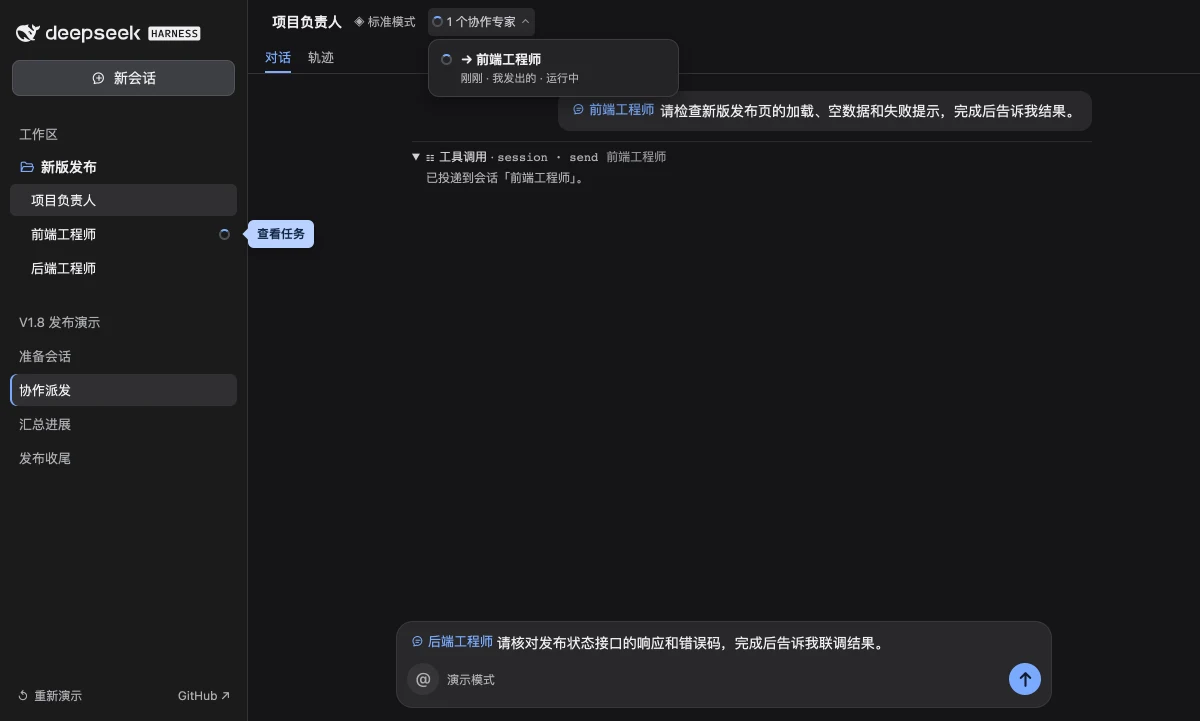 deepseek HARNESS
新会话
工作区
新版发布
项目负责人
前端工程师
后端工程师
查看任务
V1.8 发布演示
准备会话
协作派发
汇总进展
发布收尾
重新演示
GitHub ↗
项目负责人 ◈ 标准模式 1 个协作专家
对话 轨迹
→ 前端工程师
刚刚 · 我发出的 · 运行中
前端工程师 请检查新版发布页的加载、空数据和失败提示，完成后告诉我结果。
▼ 工具调用 · session · send 前端工程师
已投递到会话「前端工程师」。
后端工程师 请核对发布状态接口的响应和错误码，完成后告诉我联调结果。
@ 演示模式